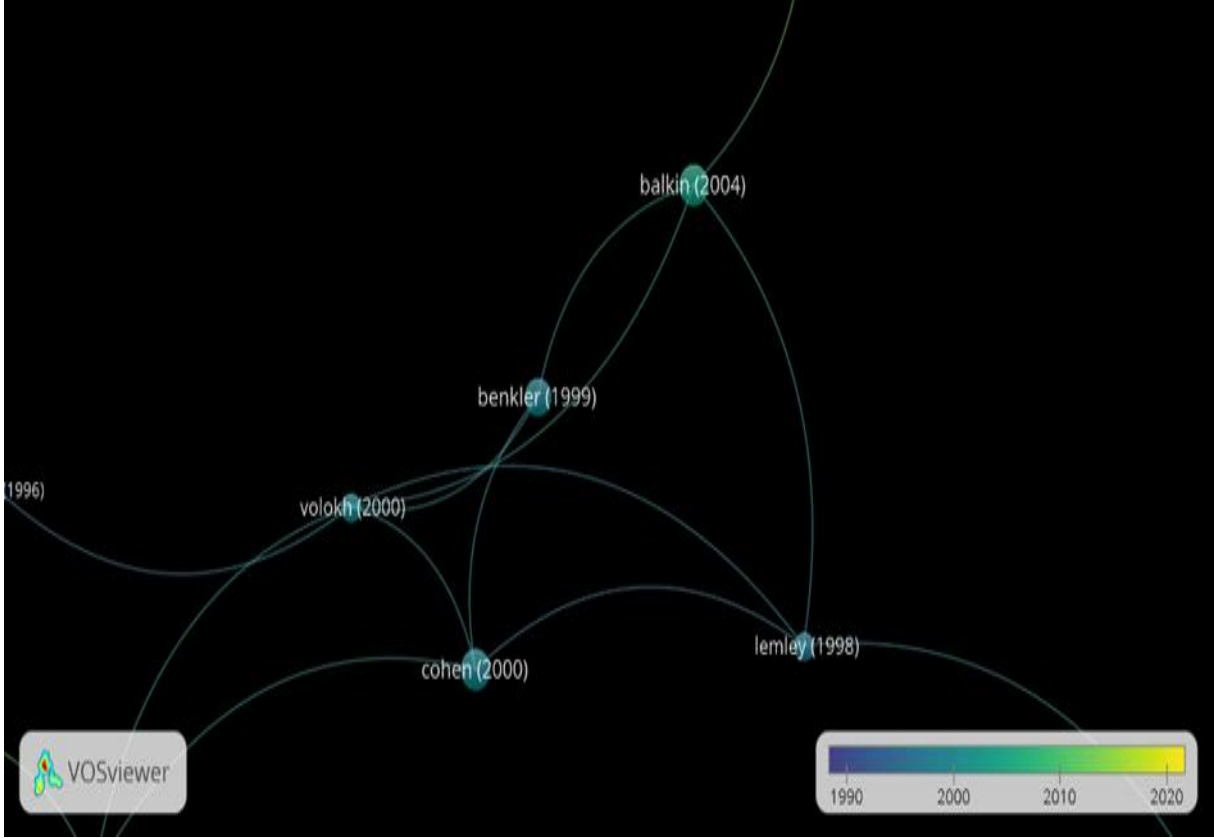 balkin (2004)
benkler (1999)
(1996)
volokh (2000)
lemley (1998)
cohen (2000)
VOSviewer
1990 2000 2010 2020